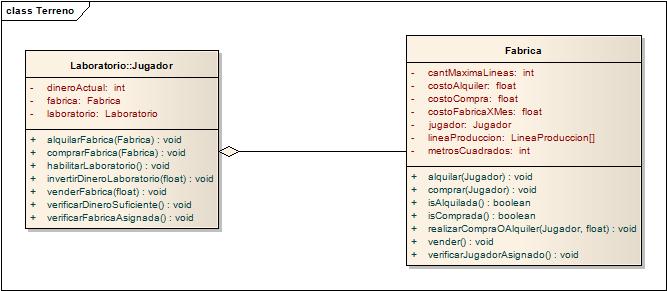 class Terreno
Laboratorio::Jugador
- dineroActual: int
- fabrica: Fabrica
- laboratorio: Laboratorio
+ alquilarFabrica(Fabrica) : void
+ comprarFabrica(Fabrica) : void
+ habilitarLaboratorio() : void
+ invertirDineroLaboratorio(float) : void
+ venderFabrica(float) : void
+ verificarDineroSuficiente() : void
+ verificarFabricaAsignada() : void
Fabrica
- cantMaximaLineas: int
- costoAlquiler: float
- costoCompra: float
- costoFabricaXMes: float
- jugador: Jugador
- lineaProduccion: LineaProduccion[]
- metrosCuadrados: int
+ alquilar(Jugador) : void
+ comprar(Jugador) : void
+ isAlquilada() : boolean
+ isComprada() : boolean
+ realizarCompraOAlquiler(Jugador, float) : void
+ vender() : void
+ verificarJugadorAsignado() : void